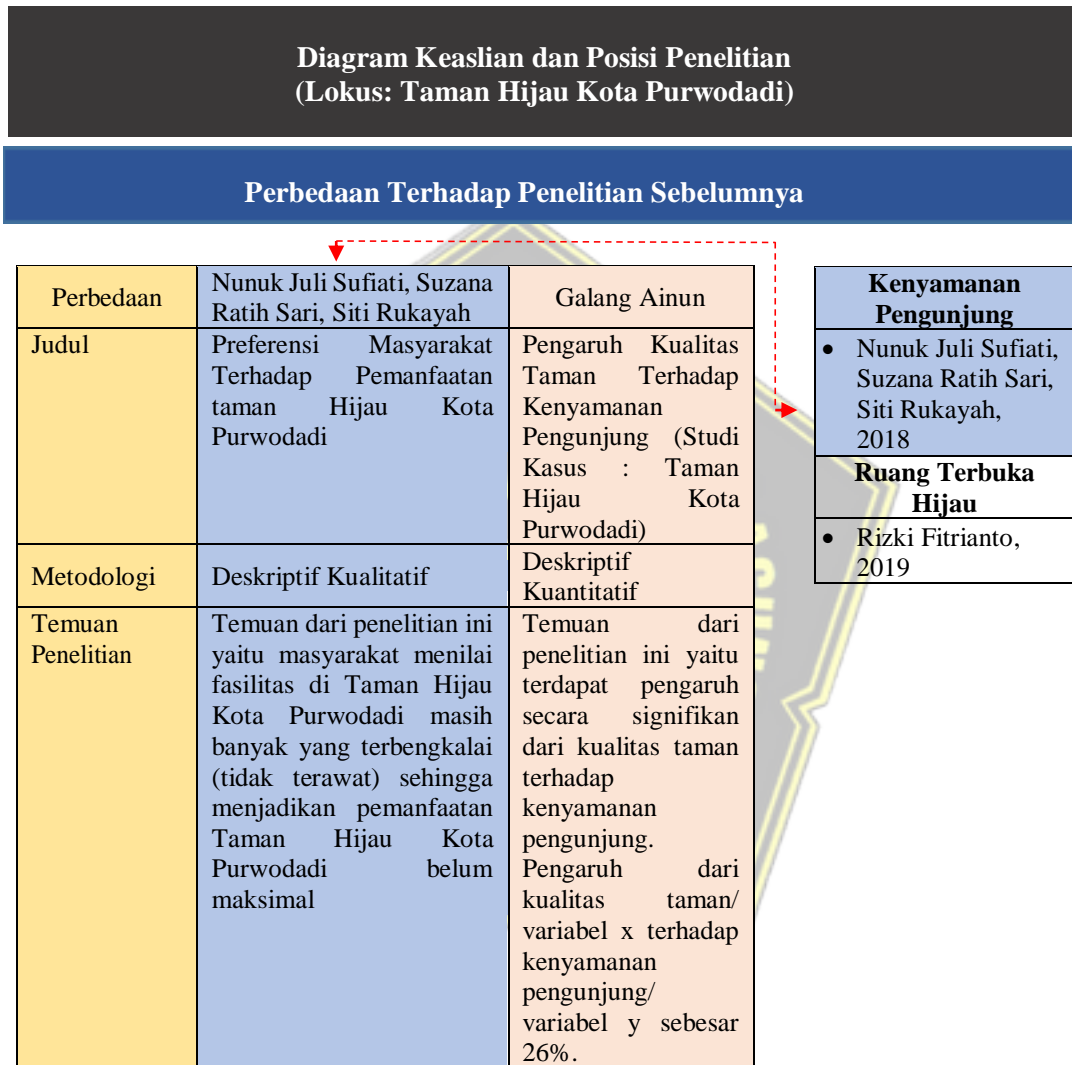 Diagram Keaslian dan Posisi Penelitian
(Lokus: Taman Hijau Kota Purwodadi)
Perbedaan Terhadap Penelitian Sebelumnya
Perbedaan
Nunuk Juli Sufiati, Suzana
Ratih Sari, Siti Rukayah
Galang Ainun
Judul
Preferensi Masyarakat
Terhadap Pemanfaatan
taman Hijau Kota
Purwodadi
Pengaruh Kualitas
Taman Terhadap
Kenyamanan
Pengunjung (Studi
Kasus : Taman
Hijau Kota
Purwodadi)
Metodologi
Deskriptif Kualitatif
Deskriptif
Kuantitatif
Temuan
Penelitian
Temuan dari penelitian ini
yaitu masyarakat menilai
fasilitas di Taman Hijau
Kota Purwodadi masih
banyak yang terbengkalai
(tidak terawat) sehingga
menjadikan pemanfaatan
Taman Hijau Kota
Purwodadi belum
maksimal
Temuan dari
penelitian ini yaitu
terdapat pengaruh
secara signifikan
dari kualitas taman
terhadap
kenyamanan
pengunjung.
Pengaruh dari
kualitas taman/
variabel x terhadap
kenyamanan
pengunjung/
variabel y sebesar
26%.
Kenyamanan
Pengunjung
• Nunuk Juli Sufiati,
Suzana Ratih Sari,
Siti Rukayah,
2018
Ruang Terbuka
Hijau
• Rizki Fitrianto,
2019